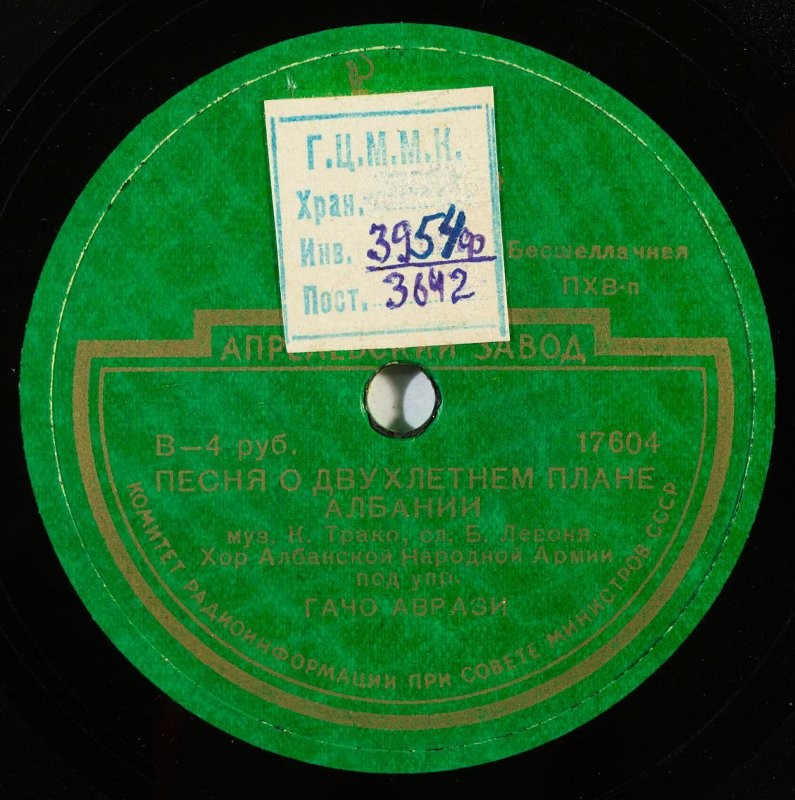 Г.Ц.М.М.К.
Хран.
Инв. 3954ф
Пост. 3642
Бесшеллачная
ПХВ-п
АПРЕЛЕВСКИЙ ЗАВОД
В–4 руб. 17604
ПЕСНЯ О ДВУХЛЕТНЕМ ПЛАНЕ
АЛБАНИИ
муз. К. Трако, сл. Б. Левоня
Хор Албанской Народной Армии
под упр.
ГАЧО АВРАЗИ
КОМИТЕТ РАДИОИНФОРМАЦИИ ПРИ СОВЕТЕ МИНИСТРОВ СССР